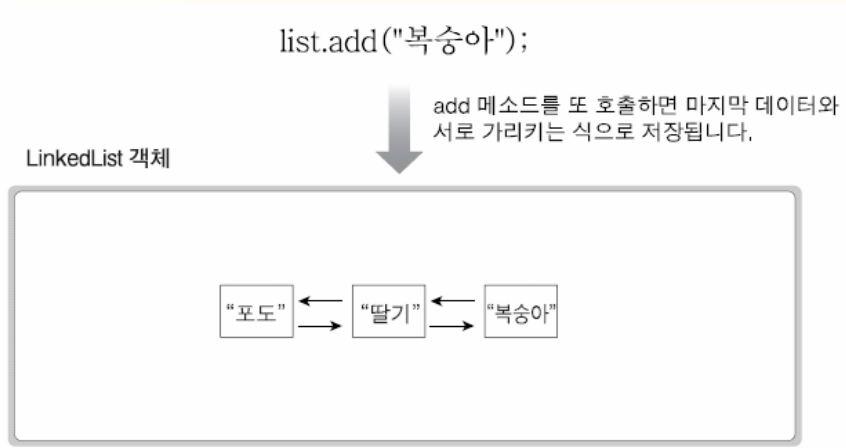 list.add("복숭아");
add 메소드를 또 호출하면 마지막 데이터와
서로 가리키는 식으로 저장됩니다.
LinkedList 객체
“포도” “딸기” “복숭아”